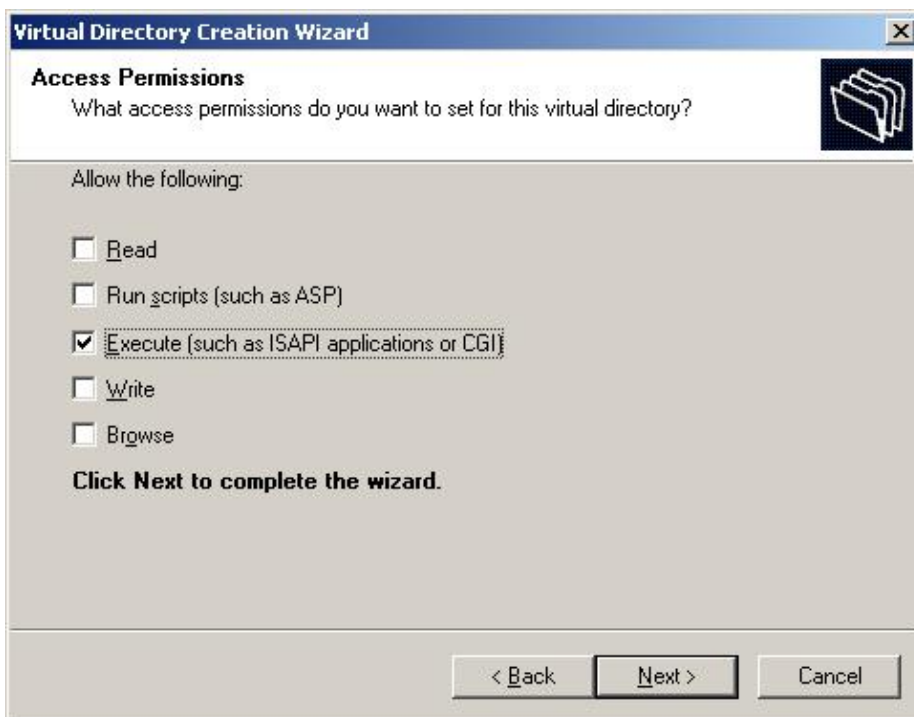 Virtual Directory Creation Wizard
Access Permissions
What access permissions do you want to set for this virtual directory?
Allow the following:
Read
Run scripts (such as ASP)
Execute (such as ISAPI applications or CGI)
Write
Browse
Click Next to complete the wizard.
< Back
Next >
Cancel